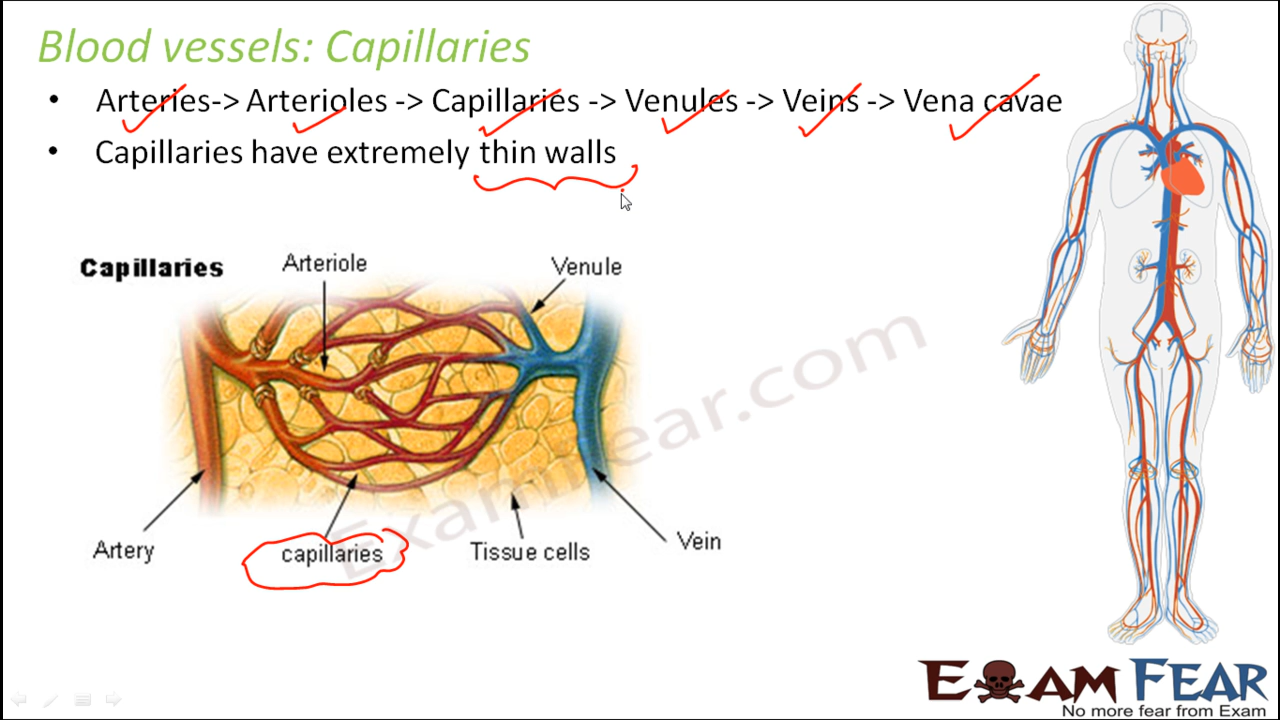 Blood vessels: Capillaries
• Arteries-> Arterioles -> Capillaries -> Venules -> Veins -> Vena cavae
• Capillaries have extremely thin walls
Capillaries
Arteriole
Venule
Artery
capillaries
Tissue cells
Vein
Examfear.com
EXAM FEAR
No more fear from Exam